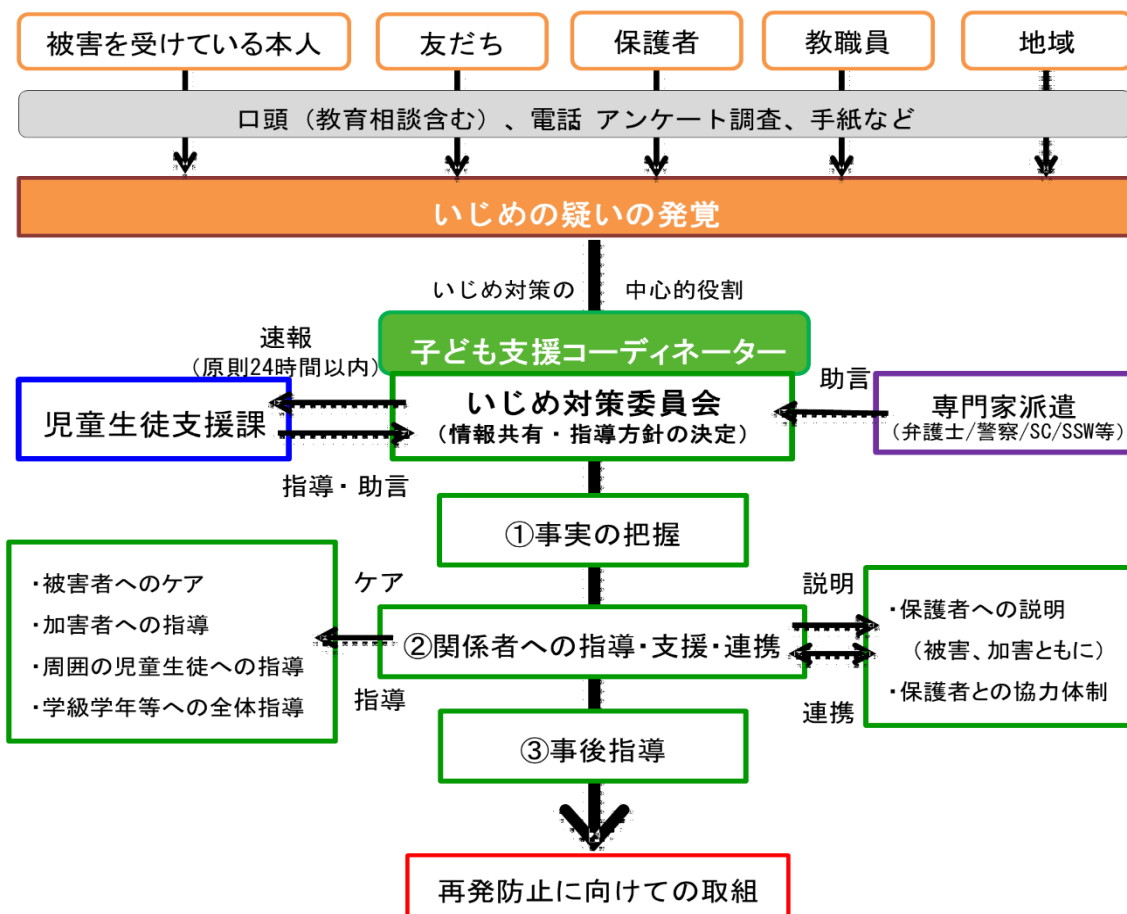 被害を受けている本人
友だち
保護者
教職員
地域
口頭（教育相談含む）、電話 アンケート調査、手紙など
いじめの疑いの発覚
いじめ対策の 中心的役割
速報
（原則24時間以内）
子ども支援コーディネーター
助言
児童生徒支援課
いじめ対策委員会
（情報共有・指導方針の決定）
専門家派遣
（弁護士/警察/SC/SSW等）
指導・助言
①事実の把握
・被害者へのケア
・加害者への指導
・周囲の児童生徒への指導
・学級学年等への全体指導
ケア
指導
②関係者への指導・支援・連携
説明
連携
・保護者への説明
（被害、加害ともに）
・保護者との協力体制
③事後指導
再発防止に向けての取組